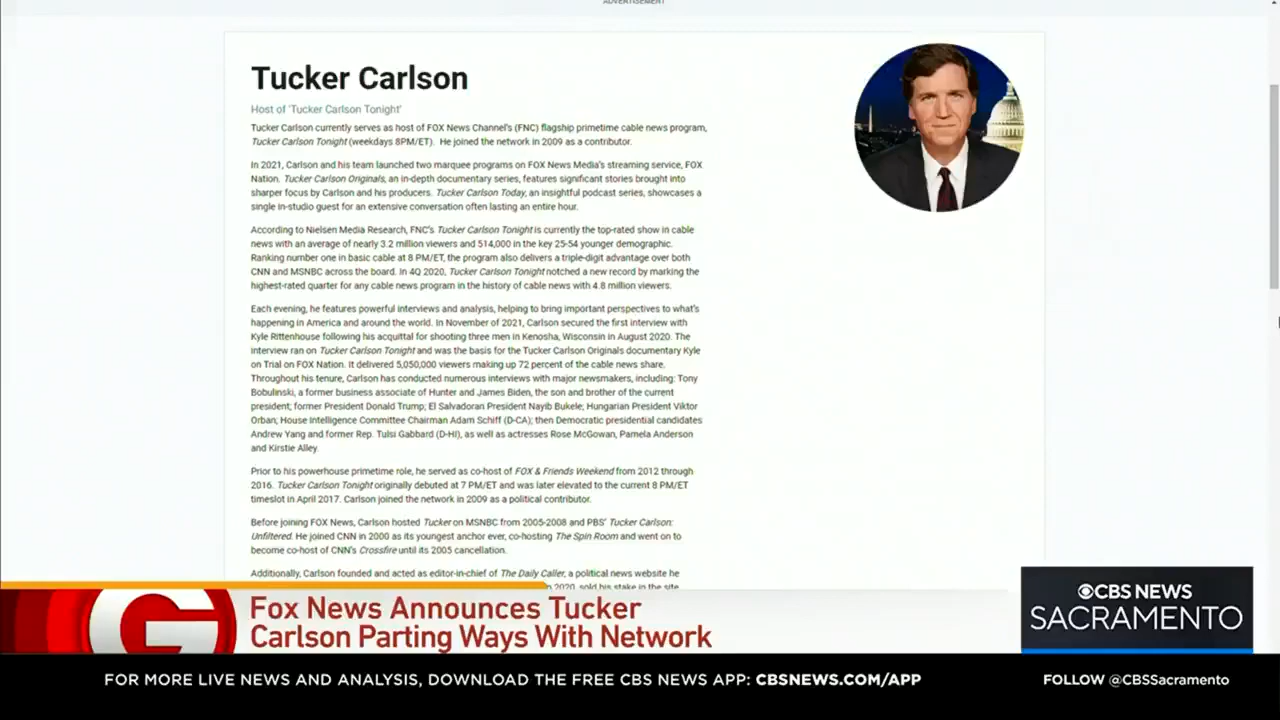 ADVERTISEMENT
Tucker Carlson
Host of 'Tucker Carlson Tonight'
Tucker Carlson currently serves as host of FOX News Channel's (FNC) flagship primetime cable news program,
Tucker Carlson Tonight (weekdays 8PM/ET). He joined the network in 2009 as a contributor.
In 2021, Carlson and his team launched two marquee programs on FOX News Media's streaming service, FOX
Nation. Tucker Carlson Originals, an in-depth documentary series, features significant stories brought into
sharper focus by Carlson and his producers. Tucker Carlson Today, an insightful podcast series, showcases a
single in-studio guest for an extensive conversation often lasting an entire hour.
According to Nielsen Media Research, FNC's Tucker Carlson Tonight is currently the top-rated show in cable
news with an average of nearly 3.2 million viewers and 514,000 in the key 25-54 younger demographic.
Ranking number one in basic cable at 8 PM/ET, the program also delivers a triple-digit advantage over both
CNN and MSNBC across the board. In 4Q 2020, Tucker Carlson Tonight notched a new record by marking the
highest-rated quarter for any cable news program in the history of cable news with 4.8 million viewers.
Each evening, he features powerful interviews and analysis, helping to bring important perspectives to what's
happening in America and around the world. In November of 2021, Carlson secured the first interview with
Kyle Rittenhouse following his acquittal for shooting three men in Kenosha, Wisconsin in August 2020. The
interview ran on Tucker Carlson Tonight and was the basis for the Tucker Carlson Originals documentary Kyle
on Trial on FOX Nation. It delivered 5,050,000 viewers making up 72 percent of the cable news share.
Throughout his tenure, Carlson has conducted numerous interviews with major newsmakers, including: Tony
Bobulinski, a former business associate of Hunter and James Biden, the son and brother of the current
president; former President Donald Trump; El Salvadoran President Nayib Bukele; Hungarian President Viktor
Orban; House Intelligence Committee Chairman Adam Schiff (D-CA); then Democratic presidential candidates
Andrew Yang and former Rep. Tulsi Gabbard (D-HI), as well as actresses Rose McGowan, Pamela Anderson
and Kirstie Alley
Prior to his powerhouse primetime role, he served as co-host of FOX & Friends Weekend from 2012 through
2016. Tucker Carlson Tonight originally debuted at 7 PM/ET and was later elevated to the current 8 PM/ET
timeslot in April 2017. Carlson joined the network in 2009 as a political contributor.
Before joining FOX News, Carlson hosted Tucker on MSNBC from 2005-2008 and PBS' Tucker Carlson:
Unfiltered. He joined CNN in 2000 as its youngest anchor ever, co-hosting The Spin Room and went on to
become co-host of CNN's Crossfire until its 2005 cancellation.
Additionally, Carlson founded and acted as editor-in-chief of The Daily Caller, a political news website he
2020, sold his stake in the site
G
Fox News Announces Tucker
Carlson Parting Ways With Network
CBS NEWS
SACRAMENTO
FOR MORE LIVE NEWS AND ANALYSIS, DOWNLOAD THE FREE CBS NEWS APP: CBSNEWS.COM/APP
FOLLOW @CBSSacramento